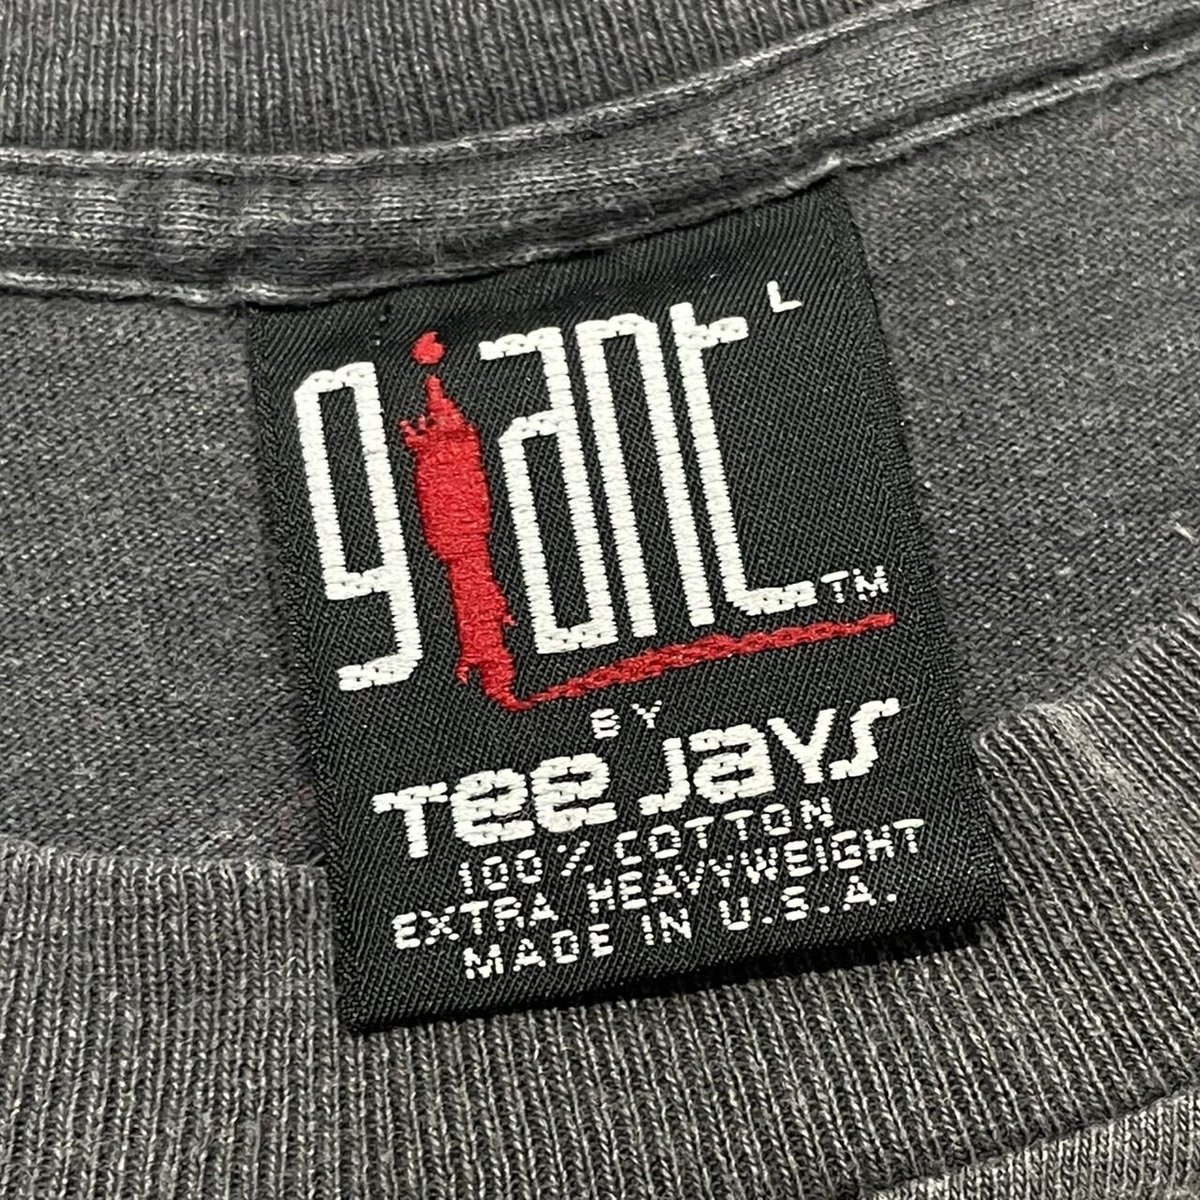 giant L
TM
BY
Tee Jays
100% COTTON
EXTRA HEAVYWEIGHT
MADE IN U.S.A.